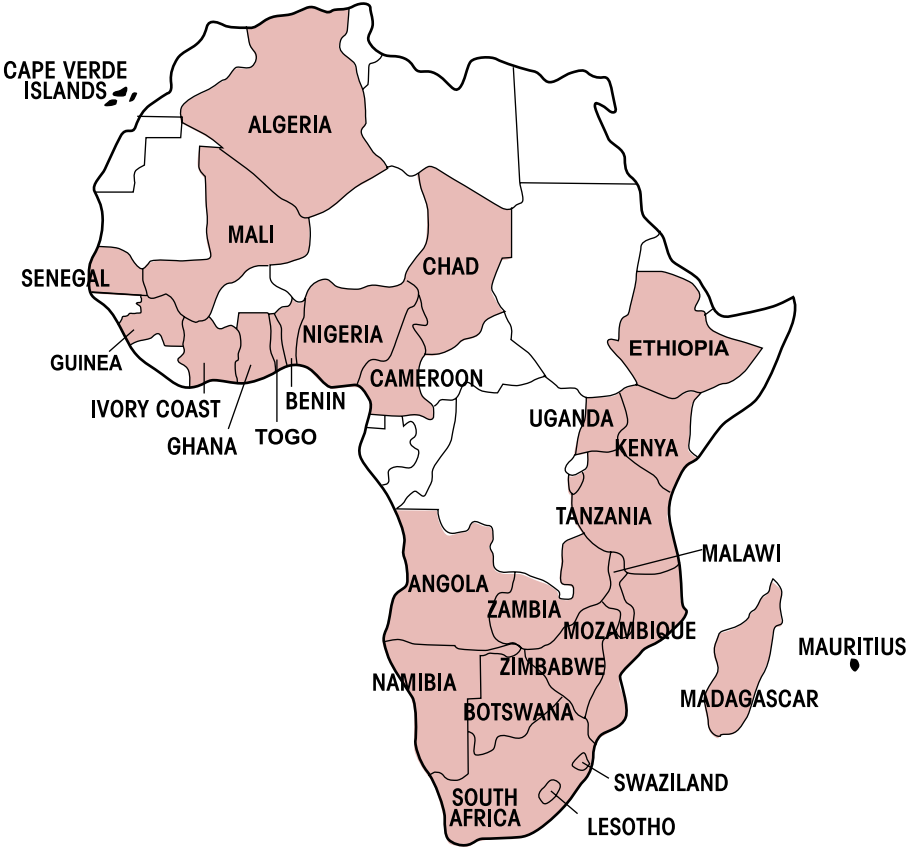 CAPE VERDE
ISLANDS
ALGERIA
MALI
CHAD
SENEGAL
NIGERIA
ETHIOPIA
GUINEA
CAMEROON
IVORY COAST
BENIN
UGANDA
GHANA
TOGO
KENYA
TANZANIA
MALAWI
ANGOLA
ZAMBIA
MOZAMBIQUE
MAURITIUS
ZIMBABWE
NAMIBIA
MADAGASCAR
BOTSWANA
SWAZILAND
SOUTH
AFRICA
LESOTHO